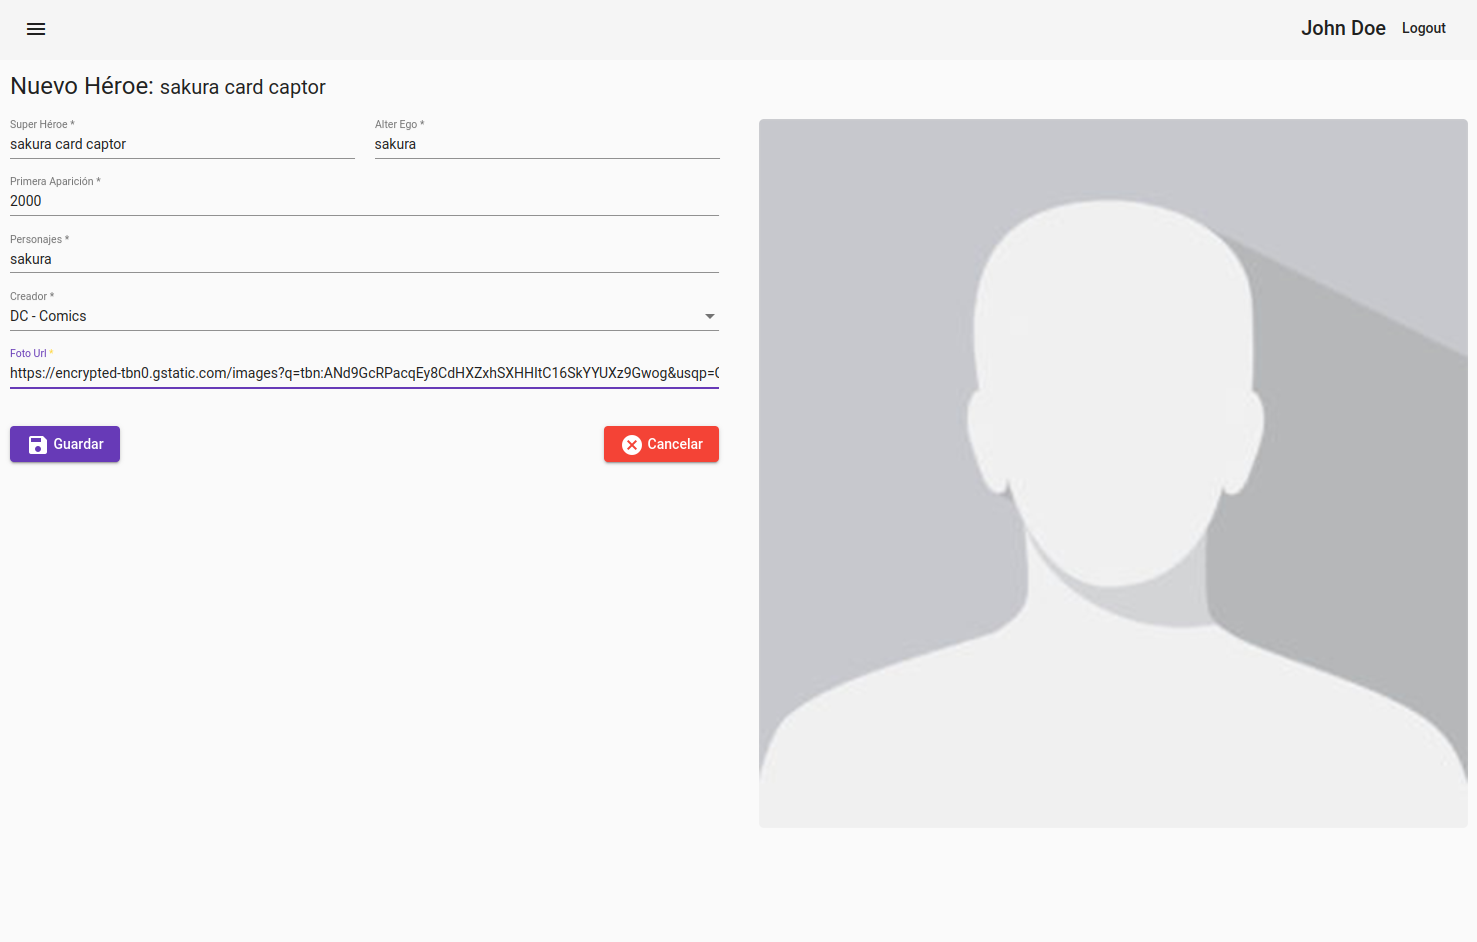 John Doe Logout
Nuevo Héroe: sakura card captor
Super Héroe * Alter Ego *
sakura card captor sakura
Primera Aparición *
2000
Personajes *
sakura
Creador *
DC - Comics
Foto Url *
https://encrypted-tbn0.gstatic.com/images?q=tbn:ANd9GcRPacqEy8CdHXZxhSXHHItC16SkYYUXz9Gwog&usqp=C
Guardar Cancelar